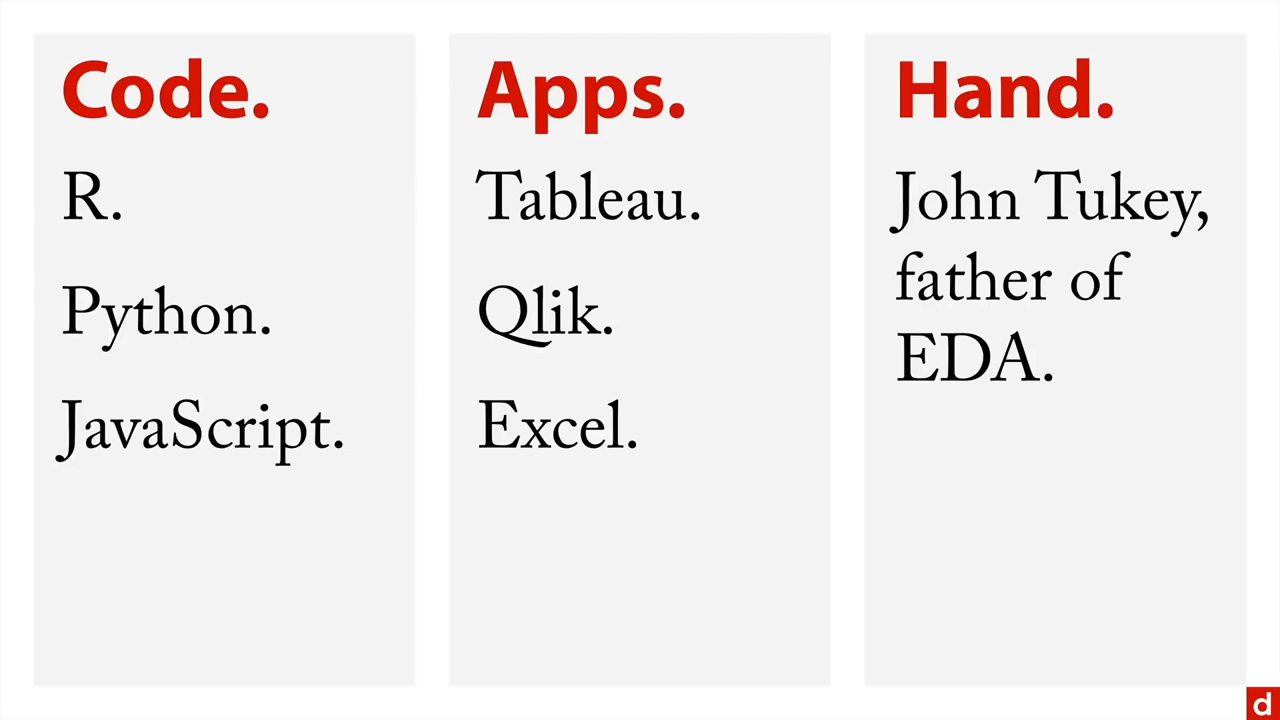 Code.
R.
Python.
JavaScript.
Apps.
Tableau.
Qlik.
Excel.
Hand.
John Tukey,
father of
EDA.
d